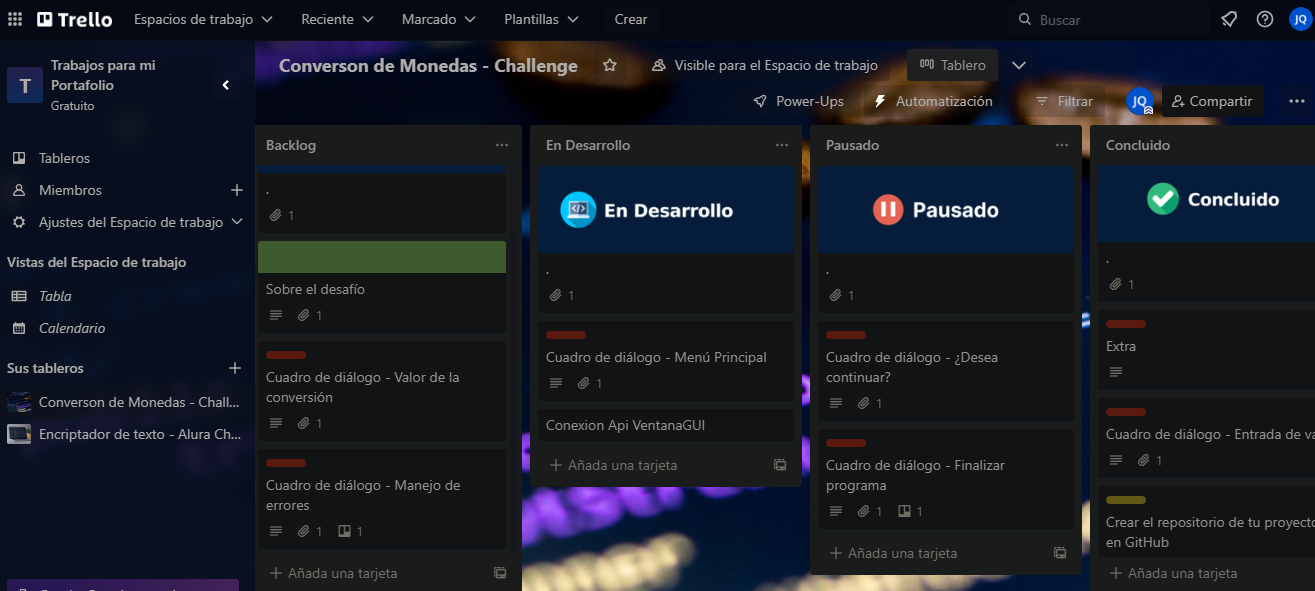 Trello
Espacios de trabajo
Reciente
Marcado
Plantillas
Crear
Buscar
JQ
T
Trabajos para mi
Portafolio
Gratuito
Tableros
Miembros
Ajustes del Espacio de trabajo
Vistas del Espacio de trabajo
Tabla
Calendario
Sus tableros
Converson de Monedas - Chall...
Encriptador de texto - Alura Ch...
Converson de Monedas - Challenge
Visible para el Espacio de trabajo
Tablero
Power-Ups
Automatización
Filtrar
JQ
Compartir
Backlog
.
1
Sobre el desafío
1
Cuadro de diálogo - Valor de la
conversión
1
Cuadro de diálogo - Manejo de
errores
1 1
Añada una tarjeta
En Desarrollo
En Desarrollo
.
1
Cuadro de diálogo - Menú Principal
1
Conexion Api VentanaGUI
Añada una tarjeta
Pausado
Pausado
.
1
Cuadro de diálogo - ¿Desea
continuar?
1
Cuadro de diálogo - Finalizar
programa
1 1
Añada una tarjeta
Concluido
Concluido
.
1
Extra
Cuadro de diálogo - Entrada de va
1
Crear el repositorio de tu proyecto
en GitHub
Añada una tarjeta